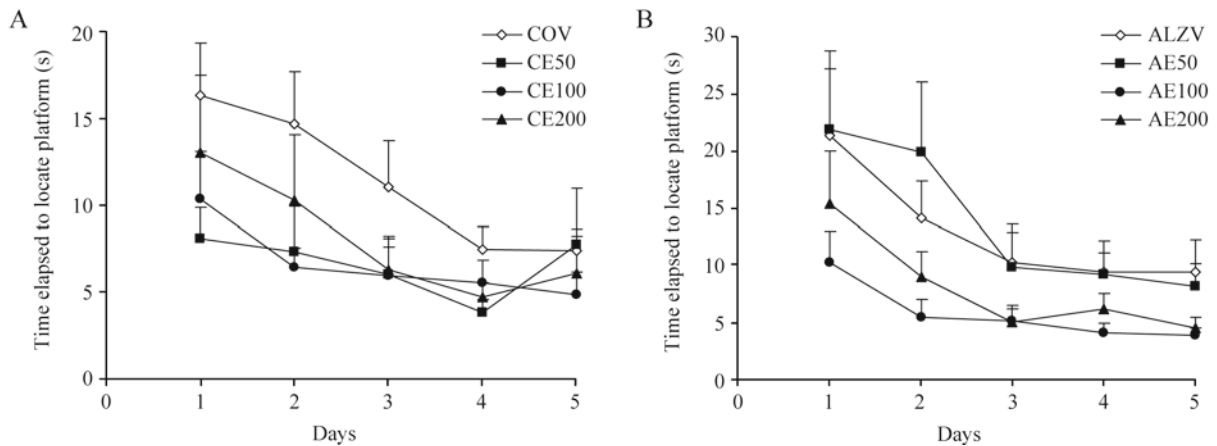 A
Time elapsed to locate platform (s)
20
15
10
5
0
0 1 2 3 4 5
Days
COV
CE50
CE100
CE200
B
Time elapsed to locate platform (s)
30
25
20
15
10
5
0
0 1 2 3 4 5
Days
ALZV
AE50
AE100
AE200